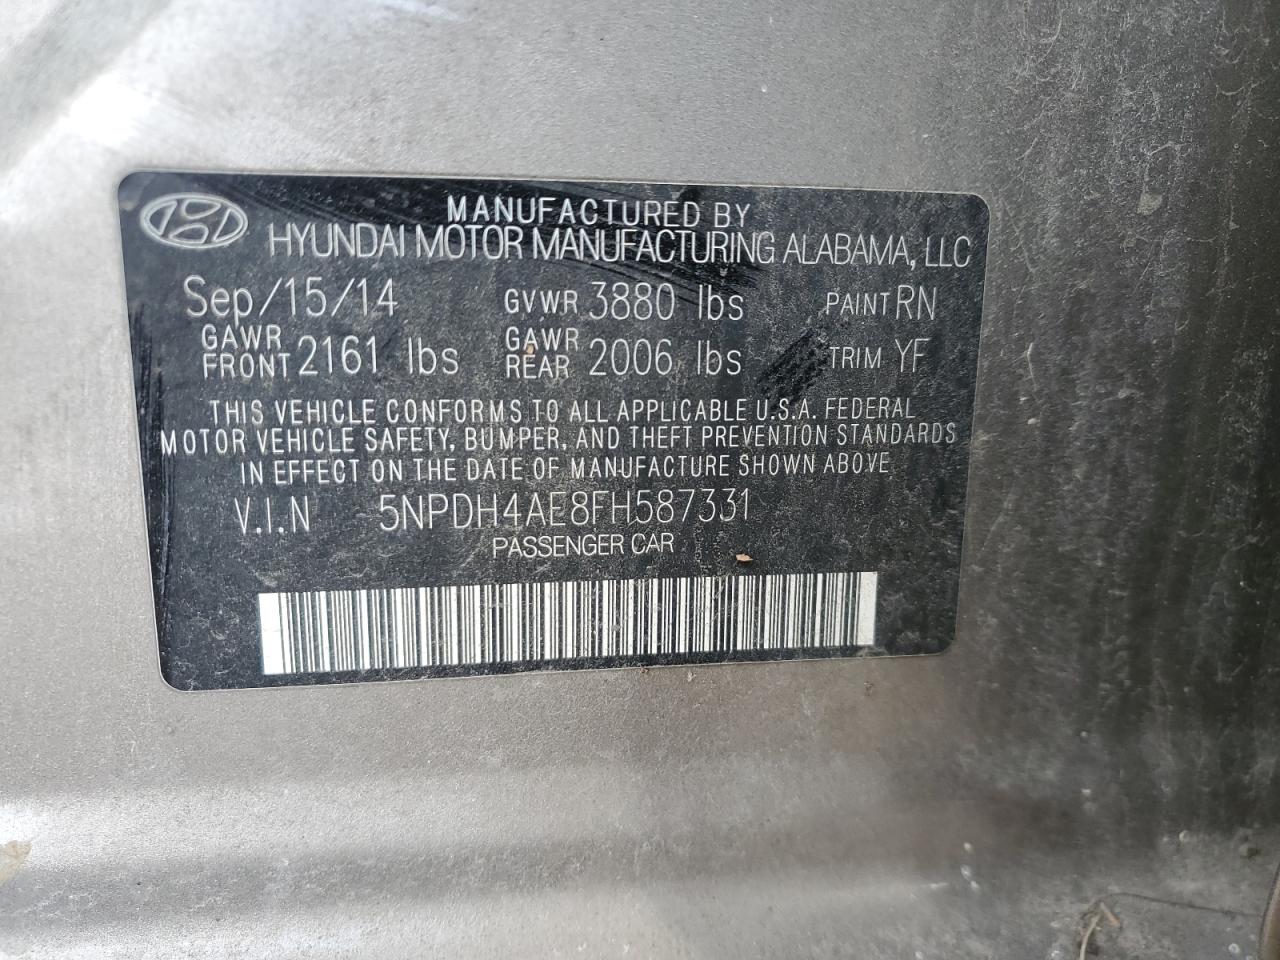 MANUFACTURED BY
HYUNDAI MOTOR MANUFACTURING ALABAMA, LLC
Sep/15/14 GVWR 3880 lbs PAINT RN
GAWR FRONT 2161 lbs GAWR REAR 2006 lbs TRIM YF
THIS VEHICLE CONFORMS TO ALL APPLICABLE U.S.A. FEDERAL
MOTOR VEHICLE SAFETY, BUMPER, AND THEFT PREVENTION STANDARDS
IN EFFECT ON THE DATE OF MANUFACTURE SHOWN ABOVE
V.I.N 5NPDH4AE8FH587331
PASSENGER CAR